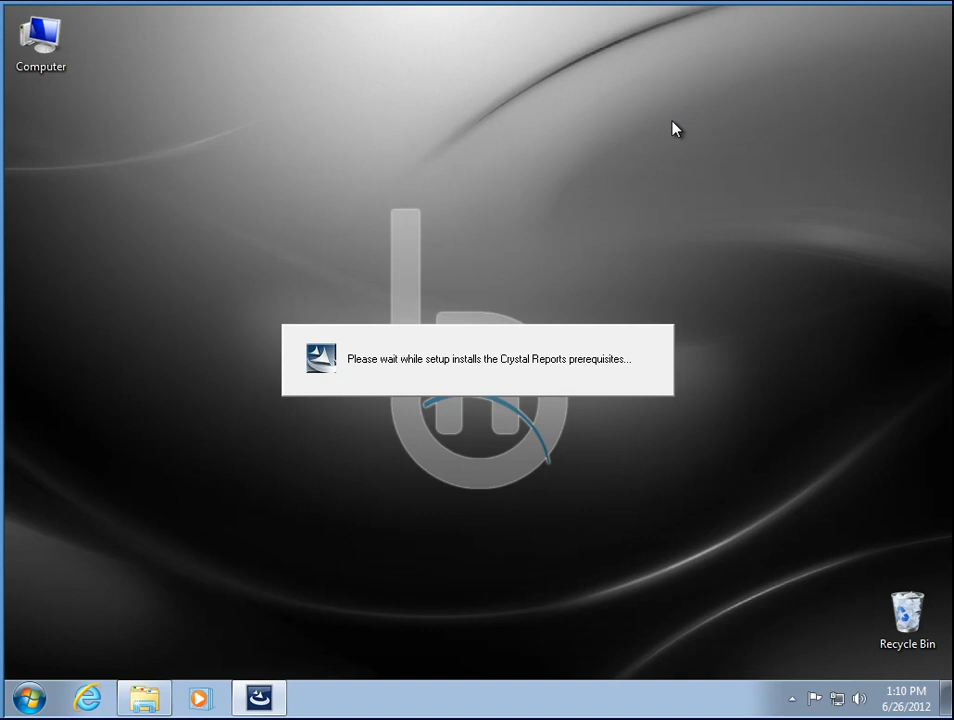 Computer
Please wait while setup installs the Crystal Reports prerequisites...
Recycle Bin
1:10 PM
6/26/2012